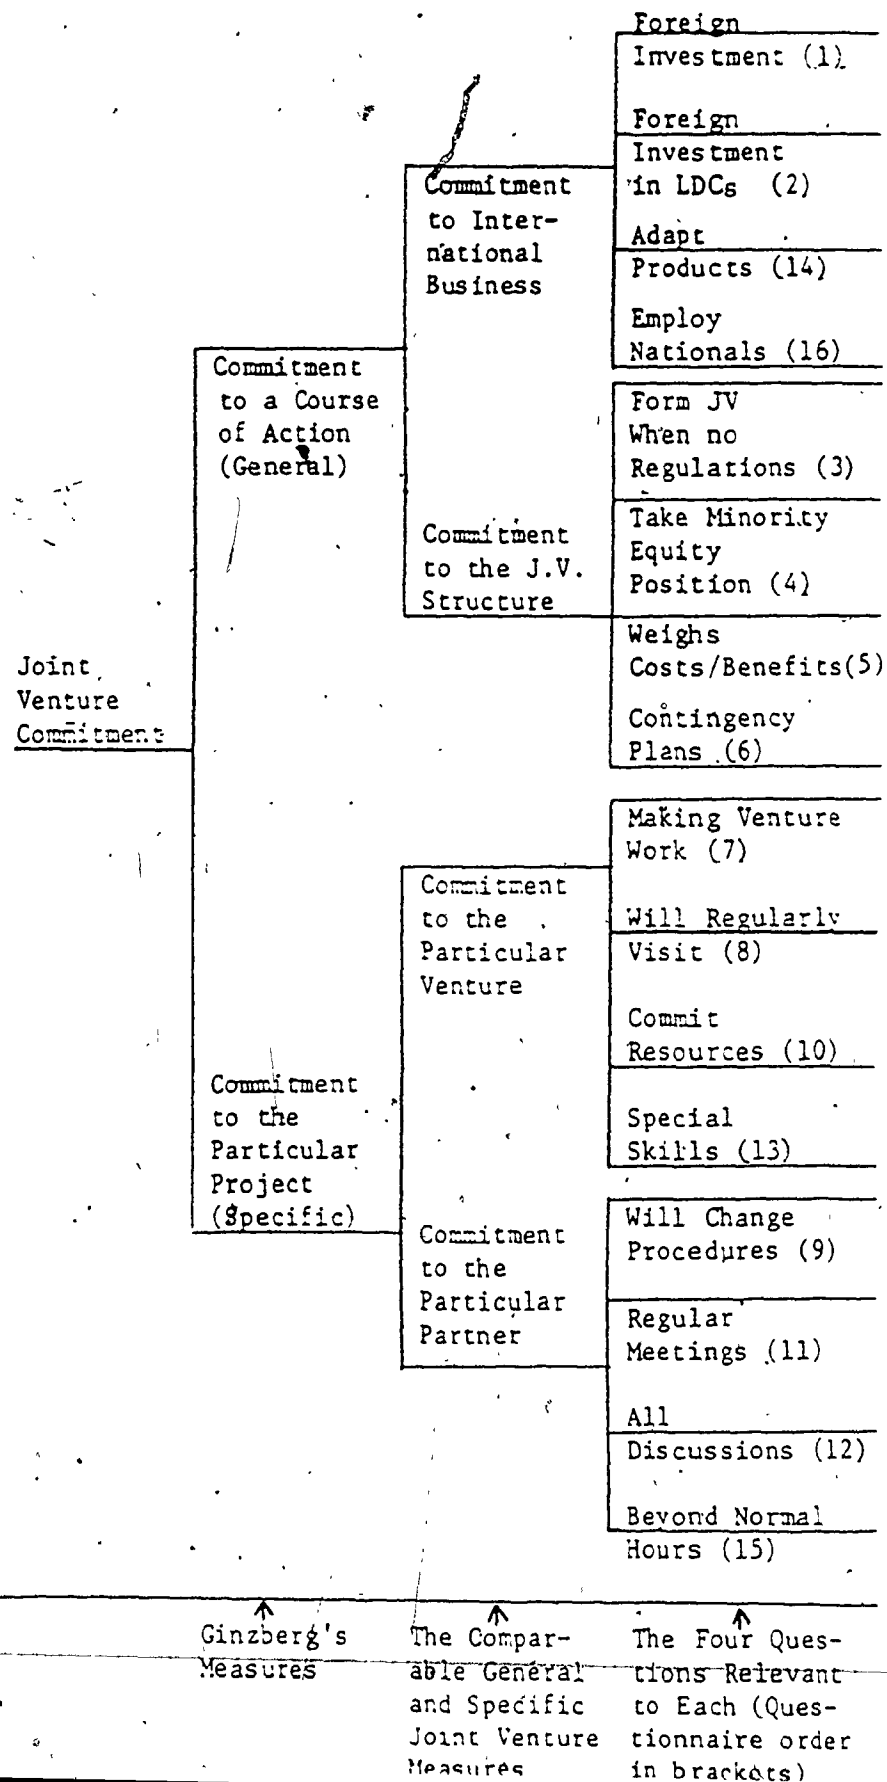 Joint
Venture
Commitment
Commitment
to a Course
of Action
(General)
Commitment
to the
Particular
Project
(Specific)
Commitment
to Inter-
national
Business
Commitment
to the J.V.
Structure
Commitment
to the
Particular
Venture
Commitment
to the
Particular
Partner
Foreign
Investment (1)
Foreign
Investment
in LDCs (2)
Adapt
Products (14)
Employ
Nationals (16)
Form JV
When no
Regulations (3)
Take Minority
Equity
Position (4)
Weighs
Costs/Benefits(5)
Contingency
Plans (6)
Making Venture
Work (7)
Will Regularly
Visit (8)
Commit
Resources (10)
Special
Skills (13)
Will Change
Procedures (9)
Regular
Meetings (11)
All
Discussions (12)
Beyond Normal
Hours (15)
Ginzberg's
Measures
The Compar-
able General
and Specific
Joint Venture
Measures
The Four Ques-
tions Relevant
to Each (Ques-
tionnaire order
in brackets)